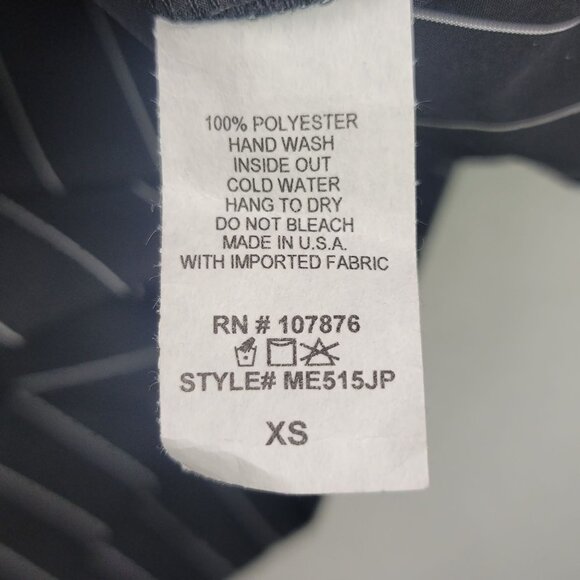 100% POLYESTER
HAND WASH
INSIDE OUT
COLD WATER
HANG TO DRY
DO NOT BLEACH
MADE IN U.S.A.
WITH IMPORTED FABRIC
RN # 107876
STYLE# ME515JP
XS